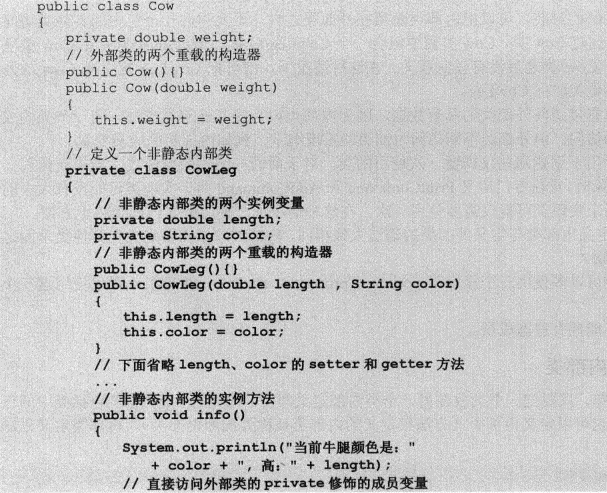 public class Cow
{
private double weight;
// 外部类的两个重载的构造器
public Cow(){}
public Cow(double weight)
{
this.weight = weight;
}
// 定义一个非静态内部类
private class CowLeg
{
// 非静态内部类的两个实例变量
private double length;
private String color;
// 非静态内部类的两个重载的构造器
public CowLeg(){}
public CowLeg(double length , String color)
{
this.length = length;
this.color = color;
}
// 下面省略 length、color 的 setter 和 getter 方法
...
// 非静态内部类的实例方法
public void info()
{
System.out.println("当前牛腿颜色是:"
+ color + ", 高:" + length);
// 直接访问外部类的 private 修饰的成员变量